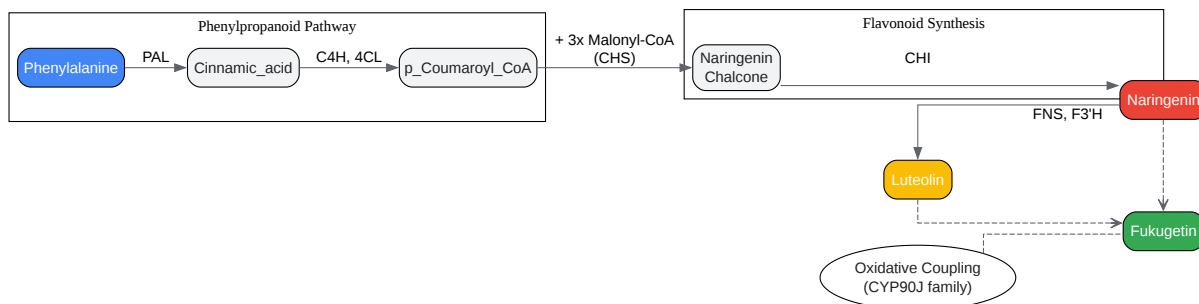 Phenylpropanoid Pathway
Flavonoid Synthesis
Phenylalanine
PAL
Cinnamic_acid
C4H, 4CL
p_Coumaroyl_CoA
+ 3x Malonyl-CoA
(CHS)
Naringenin
Chalcone
CHI
Naringenin
FNS, F3'H
Luteolin
Fukugetin
Oxidative Coupling
(CYP90J family)